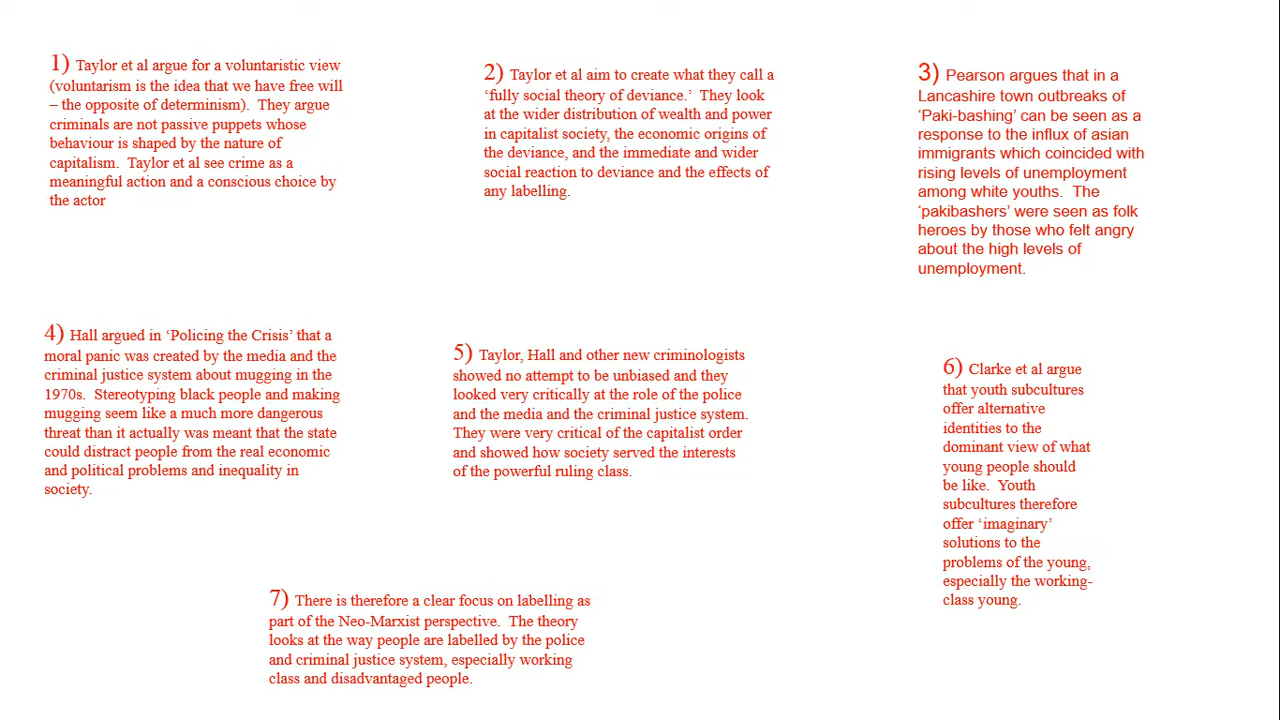 1) Taylor et al argue for a voluntaristic view
(voluntarism is the idea that we have free will
– the opposite of determinism).  They argue
criminals are not passive puppets whose
behaviour is shaped by the nature of
capitalism.  Taylor et al see crime as a
meaningful action and a conscious choice by
the actor
2) Taylor et al aim to create what they call a
‘fully social theory of deviance.’  They look
at the wider distribution of wealth and power
in capitalist society, the economic origins of
the deviance, and the immediate and wider
social reaction to deviance and the effects of
any labelling.
3) Pearson argues that in a
Lancashire town outbreaks of
‘Paki-bashing’ can be seen as a
response to the influx of asian
immigrants which coincided with
rising levels of unemployment
among white youths.  The
‘pakibashers’ were seen as folk
heroes by those who felt angry
about the high levels of
unemployment.
4) Hall argued in ‘Policing the Crisis’ that a
moral panic was created by the media and the
criminal justice system about mugging in the
1970s.  Stereotyping black people and making
mugging seem like a much more dangerous
threat than it actually was meant that the state
could distract people from the real economic
and political problems and inequality in
society.
5) Taylor, Hall and other new criminologists
showed no attempt to be unbiased and they
looked very critically at the role of the police
and the media and the criminal justice system.
They were very critical of the capitalist order
and showed how society served the interests
of the powerful ruling class.
6) Clarke et al argue
that youth subcultures
offer alternative
identities to the
dominant view of what
young people should
be like.  Youth
subcultures therefore
offer ‘imaginary’
solutions to the
problems of the young,
especially the working-
class young.
7) There is therefore a clear focus on labelling as
part of the Neo-Marxist perspective.  The theory
looks at the way people are labelled by the police
and criminal justice system, especially working
class and disadvantaged people.